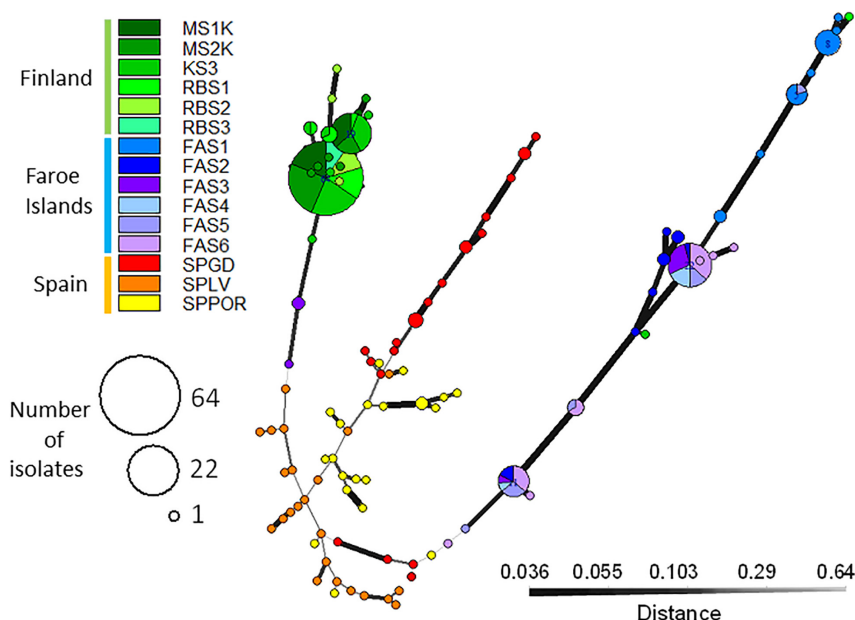 Finland
MS1K
MS2K
KS3
RBS1
RBS2
RBS3
Faroe
Islands
FAS1
FAS2
FAS3
FAS4
FAS5
FAS6
Spain
SPGD
SPLV
SPPOR
Number
of
isolates
64
22
1
0.036 0.055 0.103 0.29 0.64
Distance